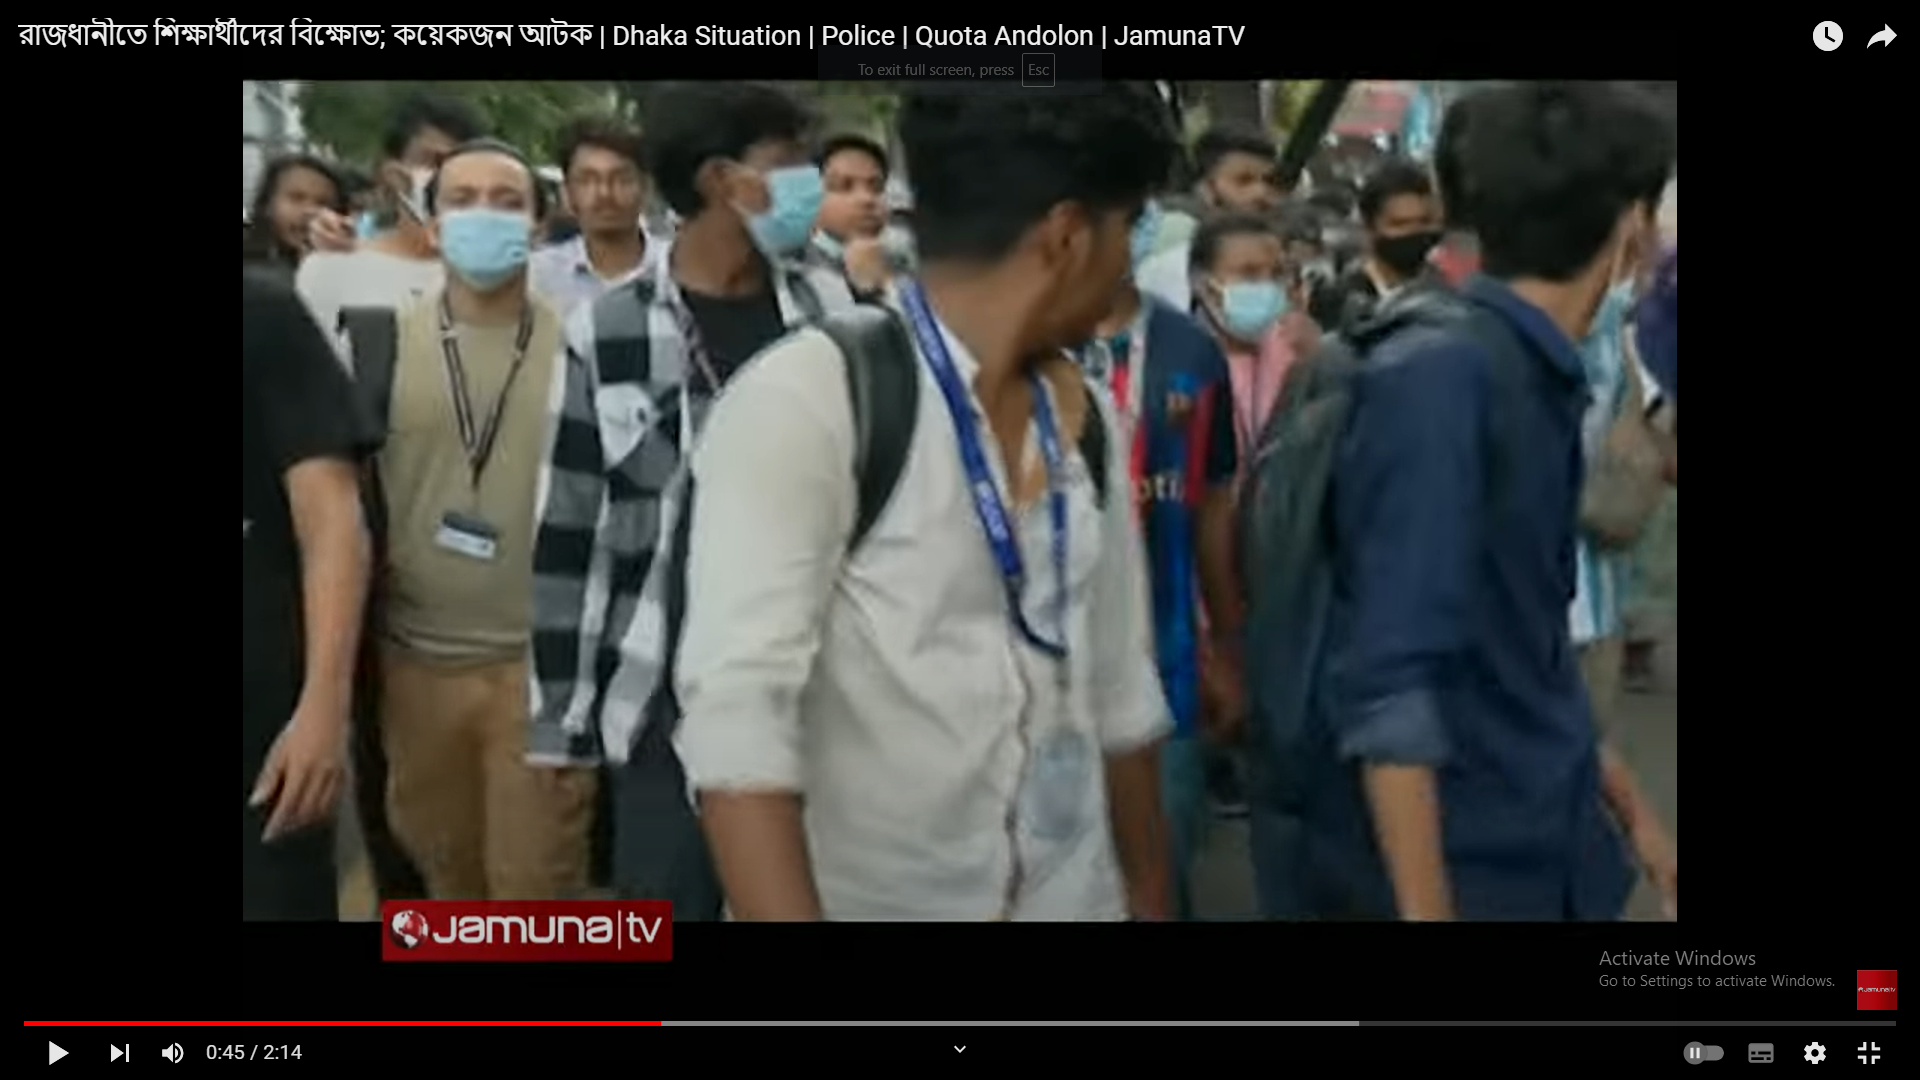 রাজধানীতে শিক্ষার্থীদের বিক্ষোভ; কয়েকজন আটক | Dhaka Situation | Police | Quota Andolon | JamunaTV
To exit full screen, press Esc
Jamuna|tv
Activate Windows
Go to Settings to activate Windows.
Jamunatv
0:45 / 2:14